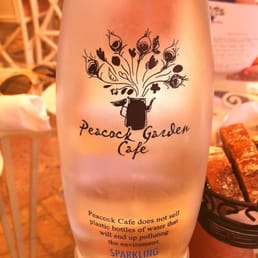 Peacock Garden
Cafe
Peacock Cafe does not sell
plastic bottles of water that
will end up polluting
the environment.
SPARKLING